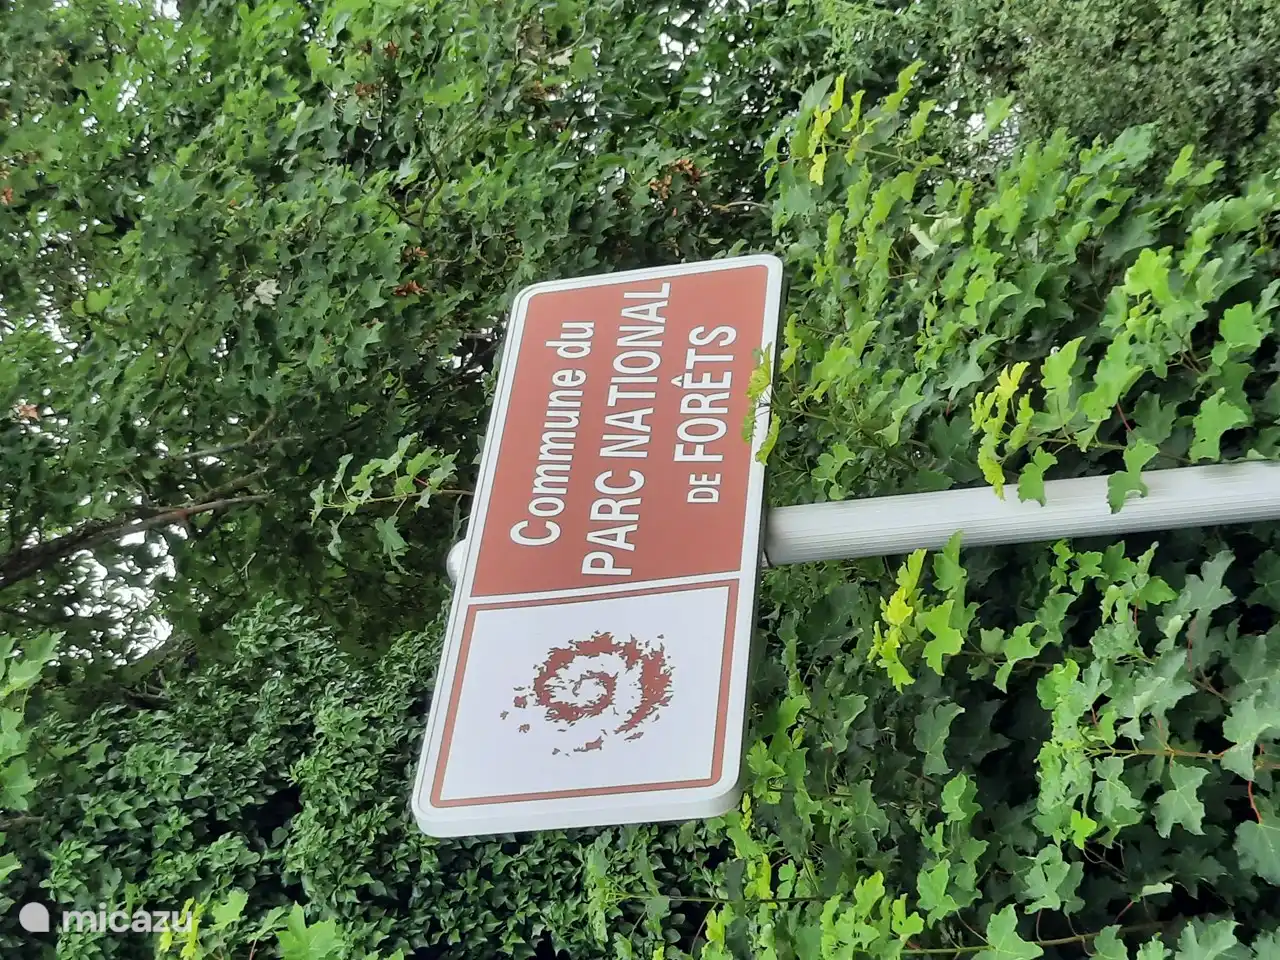 Commune du
PARC NATIONAL
DE FORÊTS
micazu